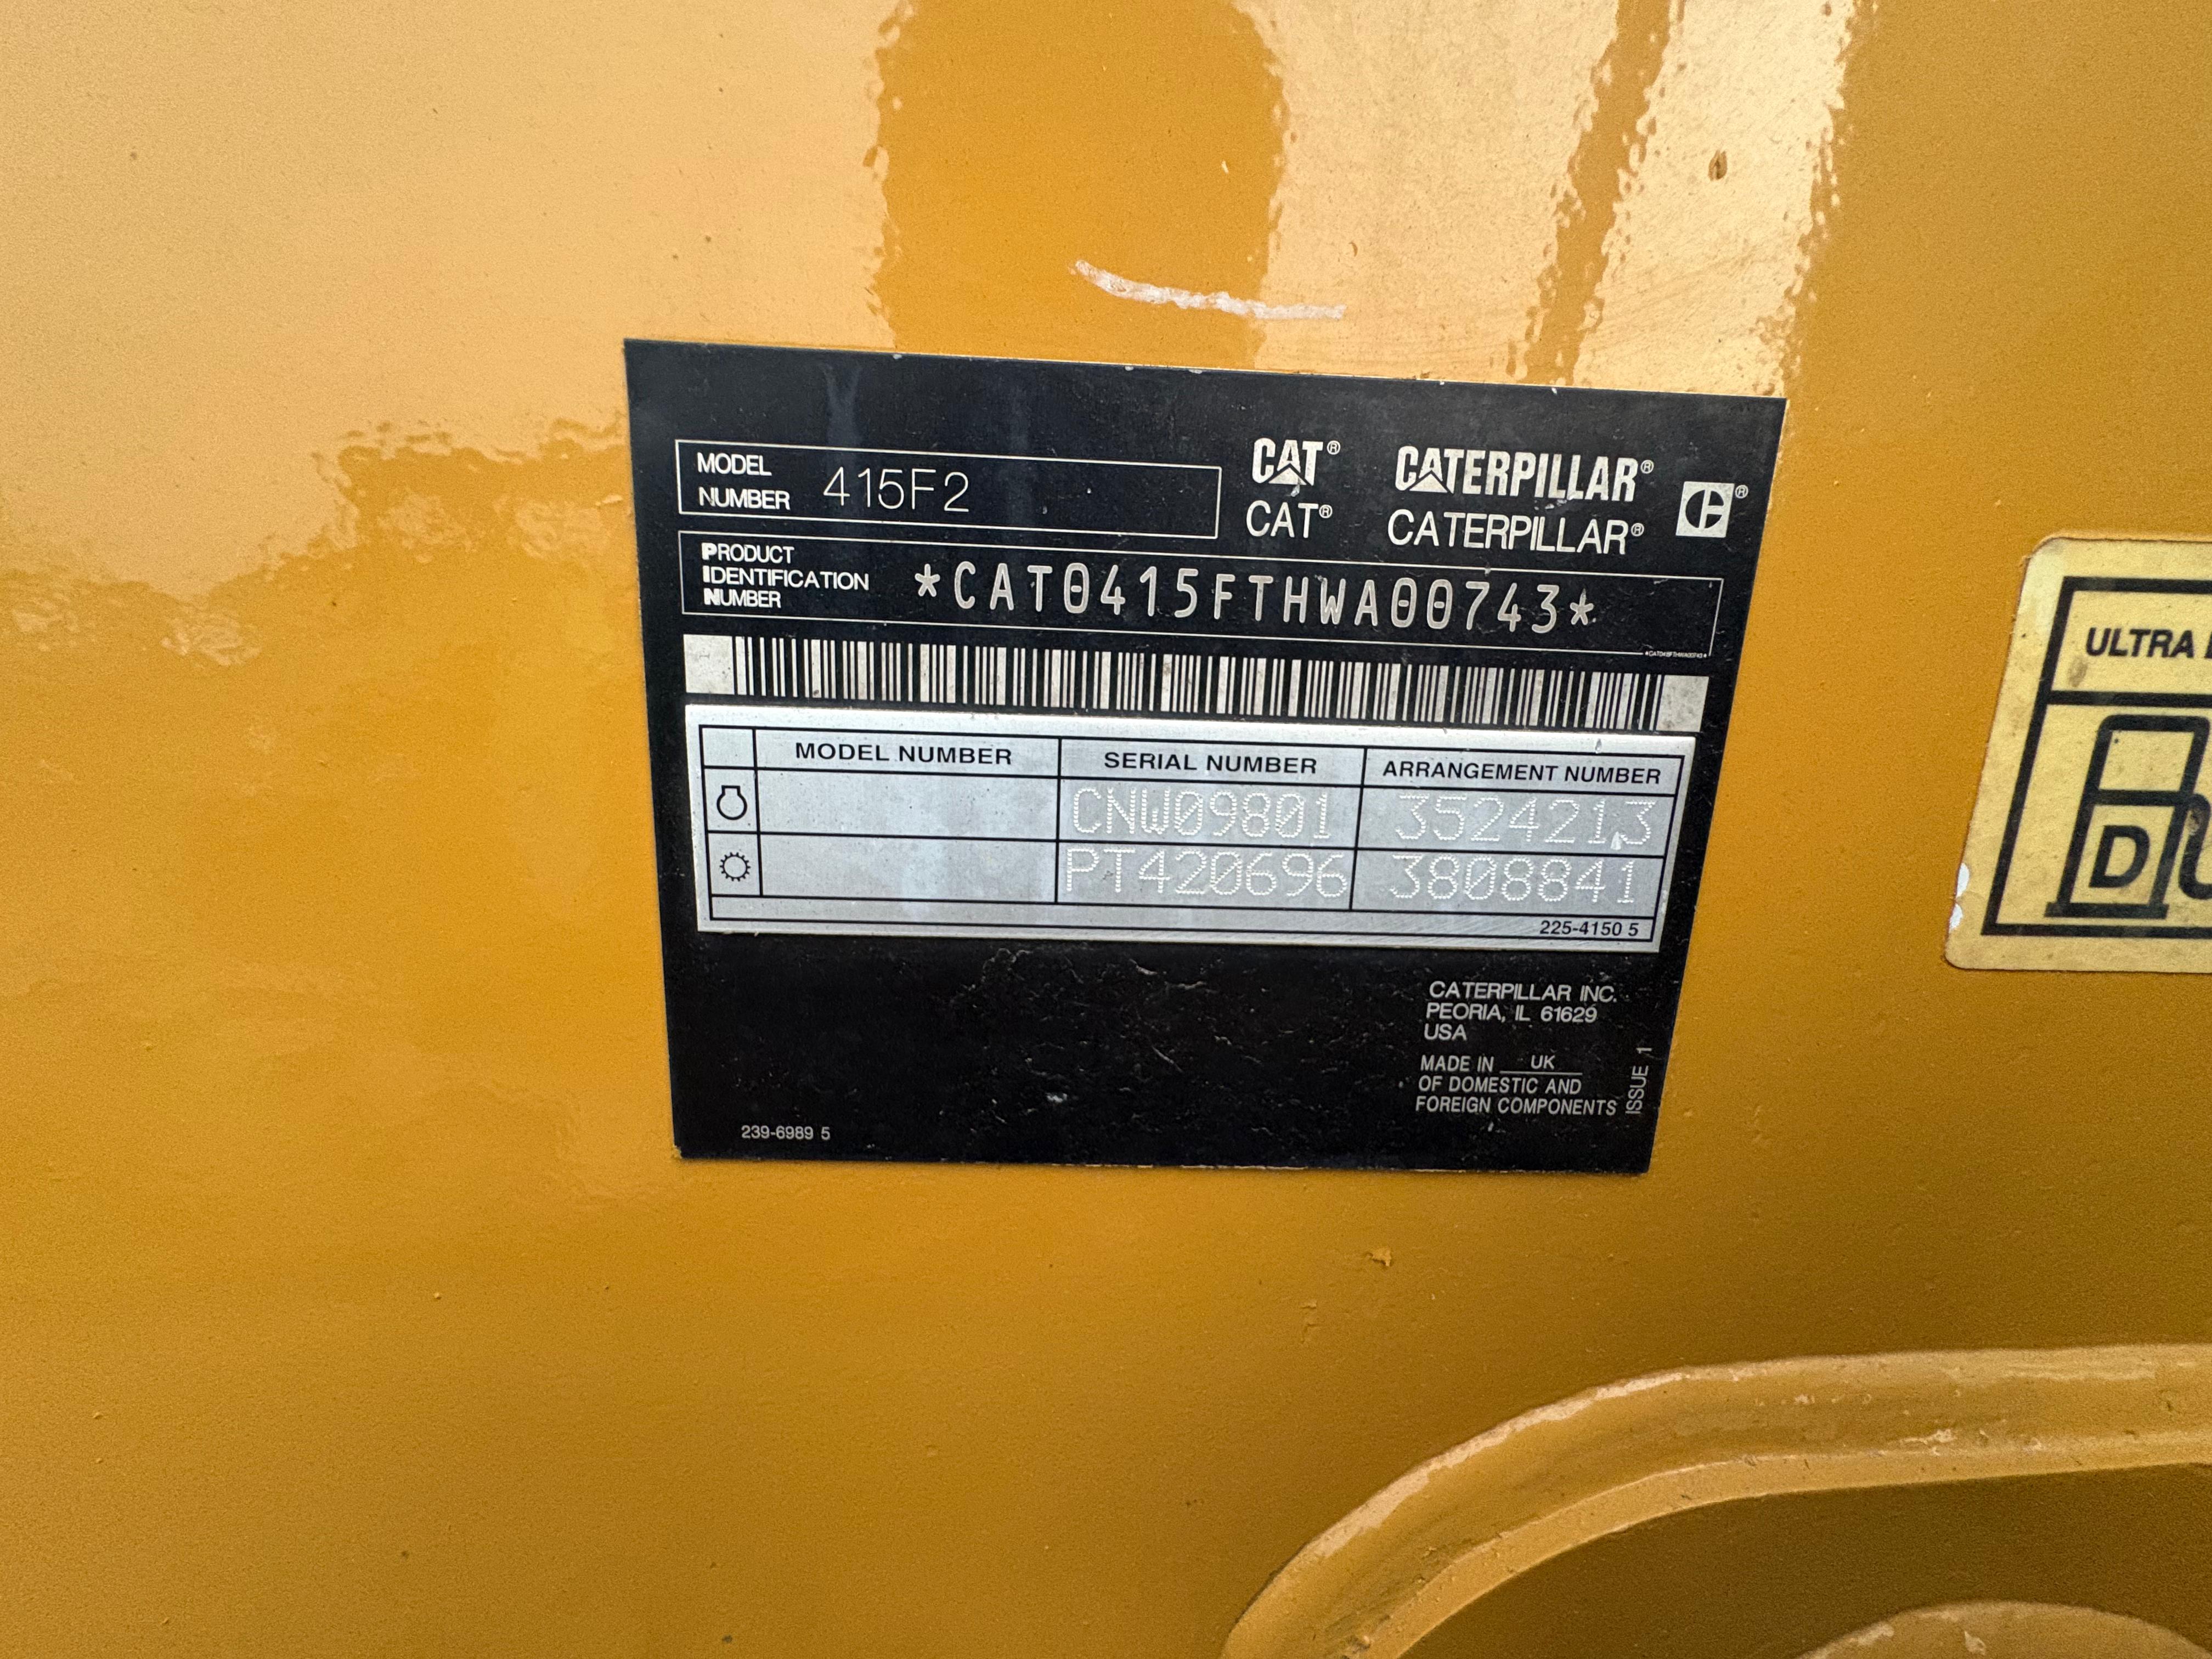 MODEL NUMBER 415F2
CAT® CATERPILLAR®
CAT® CATERPILLAR®
PRODUCT IDENTIFICATION NUMBER *CAT0415FTHWA00743*
*CAT0415FTHWA00743*
MODEL NUMBER SERIAL NUMBER ARRANGEMENT NUMBER
CNW09801 3524213
PT420696 3808841
225-4150 5
CATERPILLAR INC.
PEORIA, IL 61629
USA
MADE IN UK
OF DOMESTIC AND
FOREIGN COMPONENTS
ISSUE 1
239-6989 5
ULTRA
D